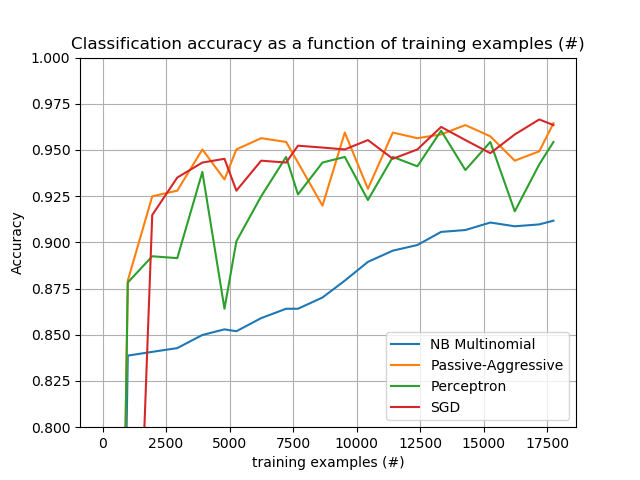 Classification accuracy as a function of training examples (#)
1.000
0.975
0.950
0.925
0.900
0.875
0.850
0.825
0.800
Accuracy
NB Multinomial
Passive-Aggressive
Perceptron
SGD
0 2500 5000 7500 10000 12500 15000 17500
training examples (#)